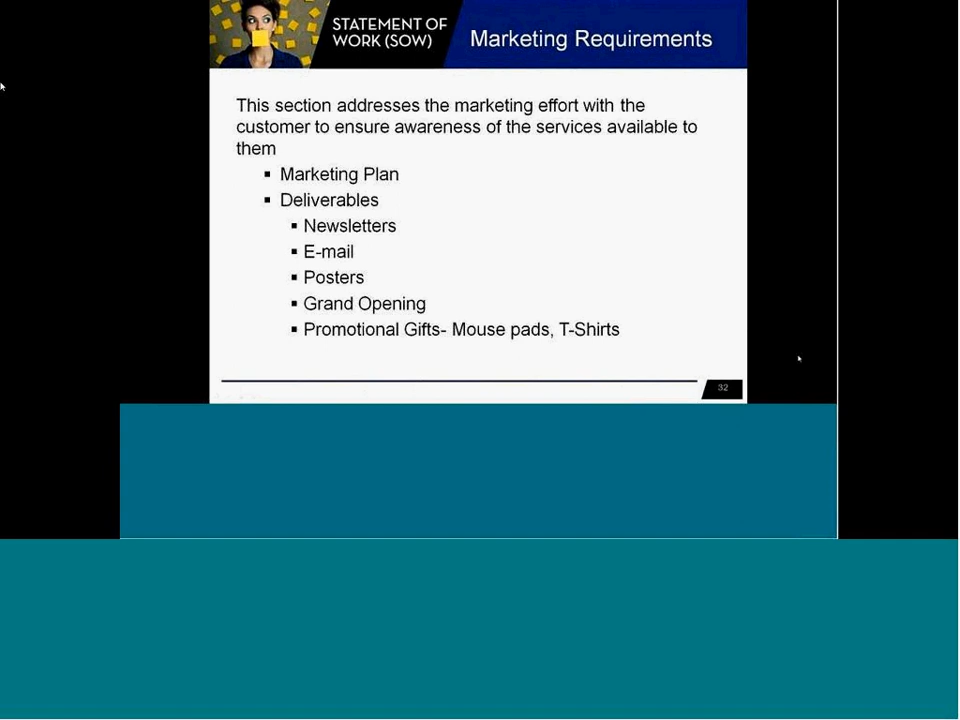 STATEMENT OF
WORK (SOW)
Marketing Requirements
This section addresses the marketing effort with the
customer to ensure awareness of the services available to
them
▪ Marketing Plan
▪ Deliverables
▪ Newsletters
▪ E-mail
▪ Posters
▪ Grand Opening
▪ Promotional Gifts- Mouse pads, T-Shirts
32